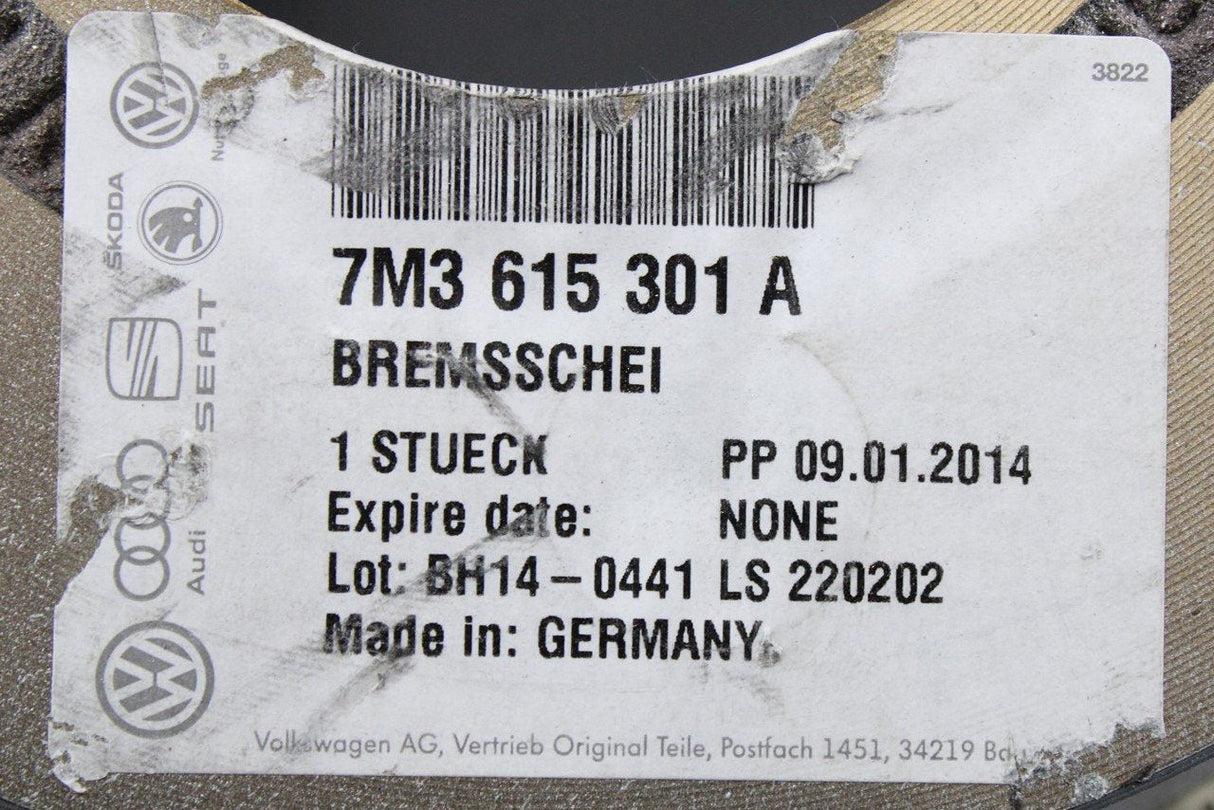 3822
7M3 615 301 A
BREMSSCHEI
1 STUECK PP 09.01.2014
Expire date: NONE
Lot: BH14-0441 LS 220202
Made in: GERMANY
Volkswagen AG, Vertrieb Original Teile, Postfach 1451, 34219
ŠKODA
SEAT
Audi